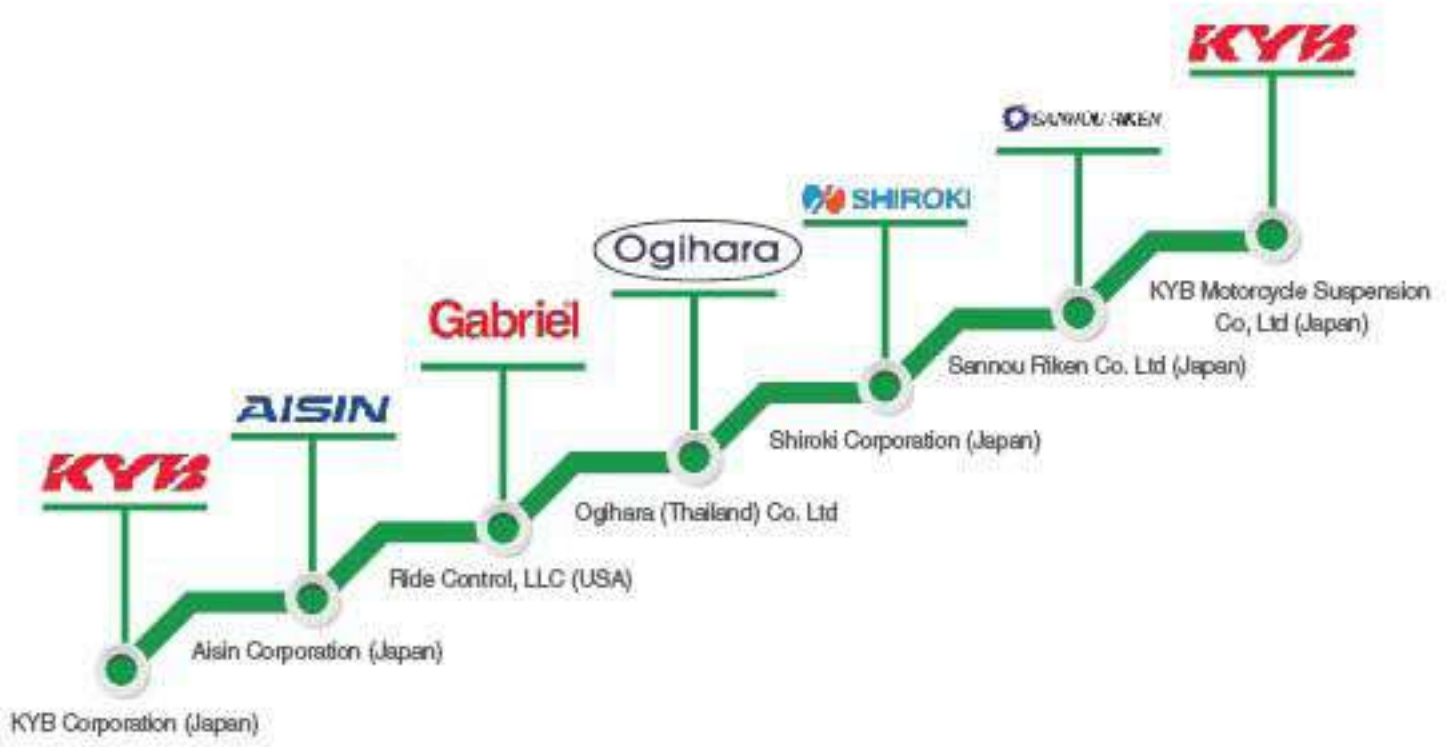 KYB
SANNOU RIKEN
SHIROKI
Ogihara
Gabriel
AISIN
KYB
KYB Motorcycle Suspension
Co, Ltd (Japan)
Sannou Riken Co. Ltd (Japan)
Shiroki Corporation (Japan)
Ogihara (Thailand) Co. Ltd
Ride Control, LLC (USA)
Aisin Corporation (Japan)
KYB Corporation (Japan)